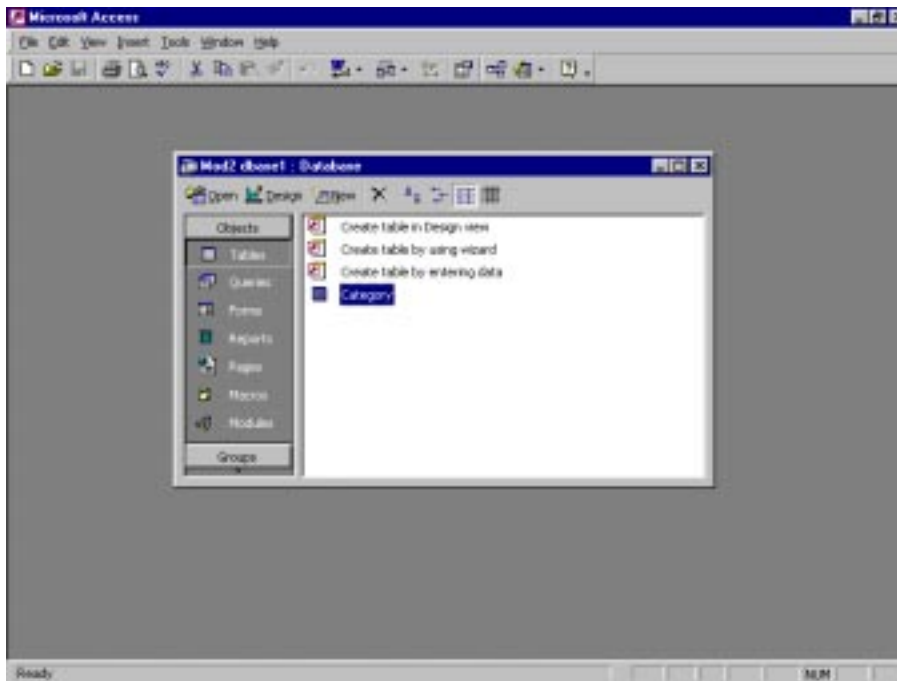 Microsoft Access
File Edit View Insert Tools Window Help
Mod2 dbase1 : Database
Open Design New
Objects
Tables
Queries
Forms
Reports
Pages
Macros
Modules
Groups
Create table in Design view
Create table by using wizard
Create table by entering data
Category
Ready
NUM